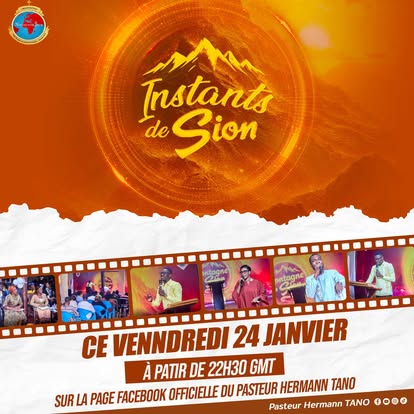 Instants
de Sion
CE VENNDREDI 24 JANVIER
À PATIR DE 22H30 GMT
SUR LA PAGE FACEBOOK OFFICIELLE DU PASTEUR HERMANN TANO
Pasteur Hermann TANO